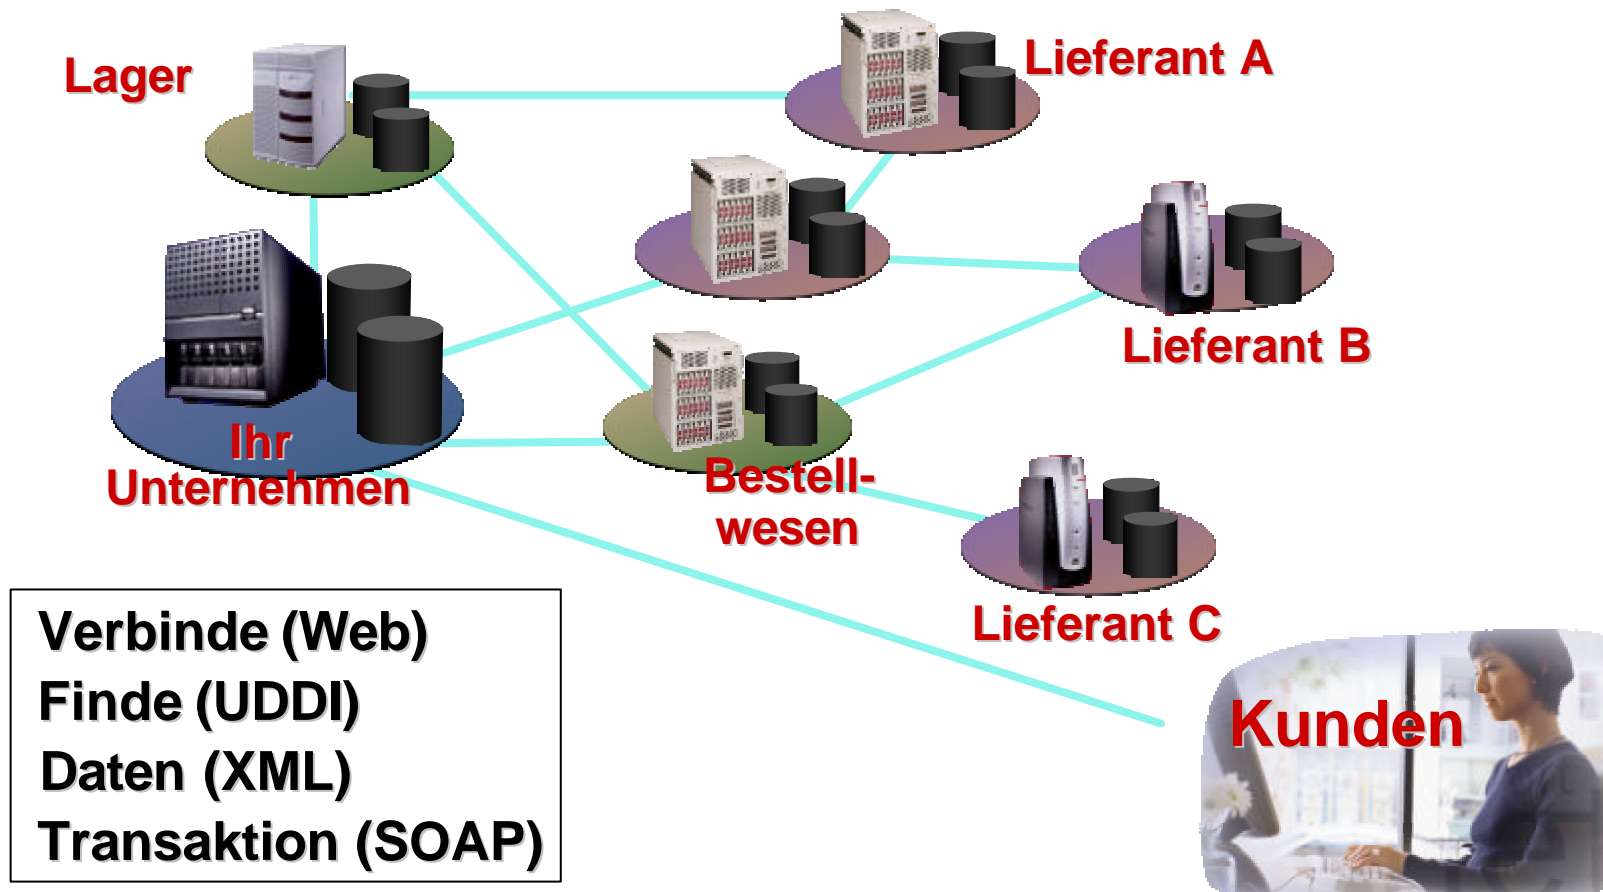 Lager
Lieferant A
Lieferant B
Ihr
Unternehmen
Bestell-
wesen
Lieferant C
Kunden
Verbinde (Web)
Finde (UDDI)
Daten (XML)
Transaktion (SOAP)